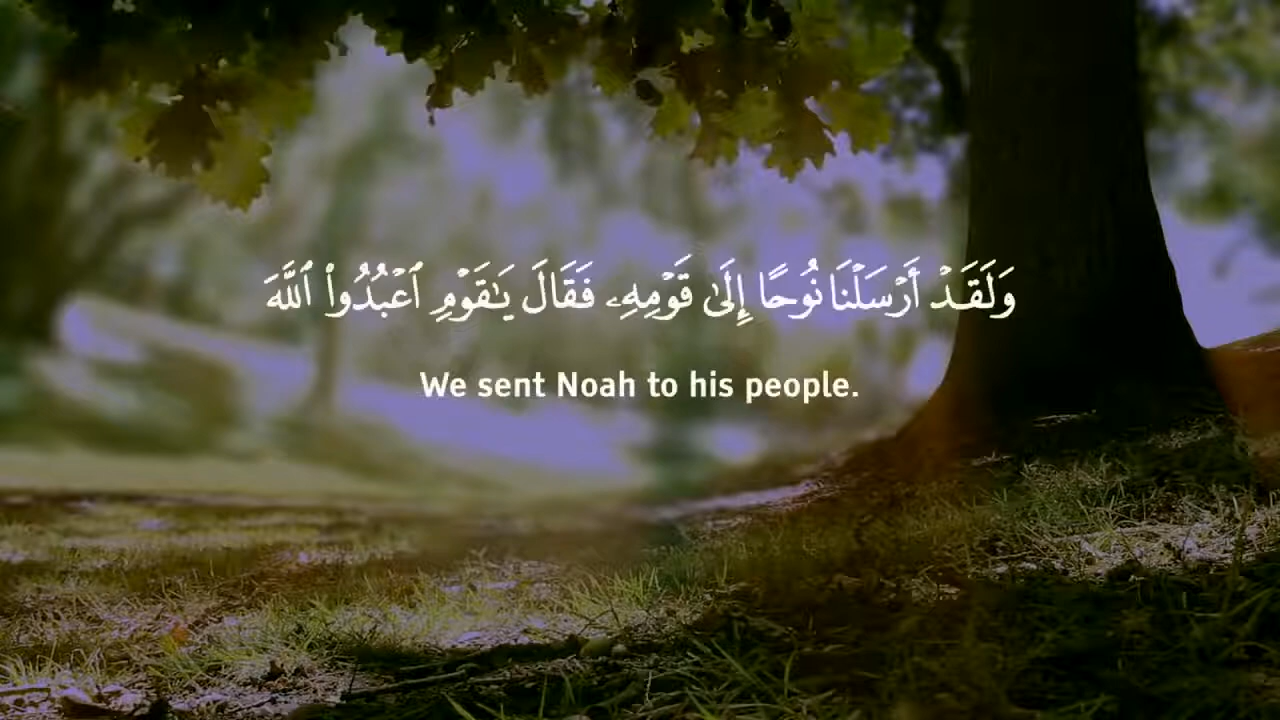 وَلَقَدْ أَرْسَلْنَا نُوحًا إِلَىٰ قَوْمِهِۦ فَقَالَ يَـٰقَوْمِ ٱعْبُدُوا۟ ٱللَّهَ
We sent Noah to his people.